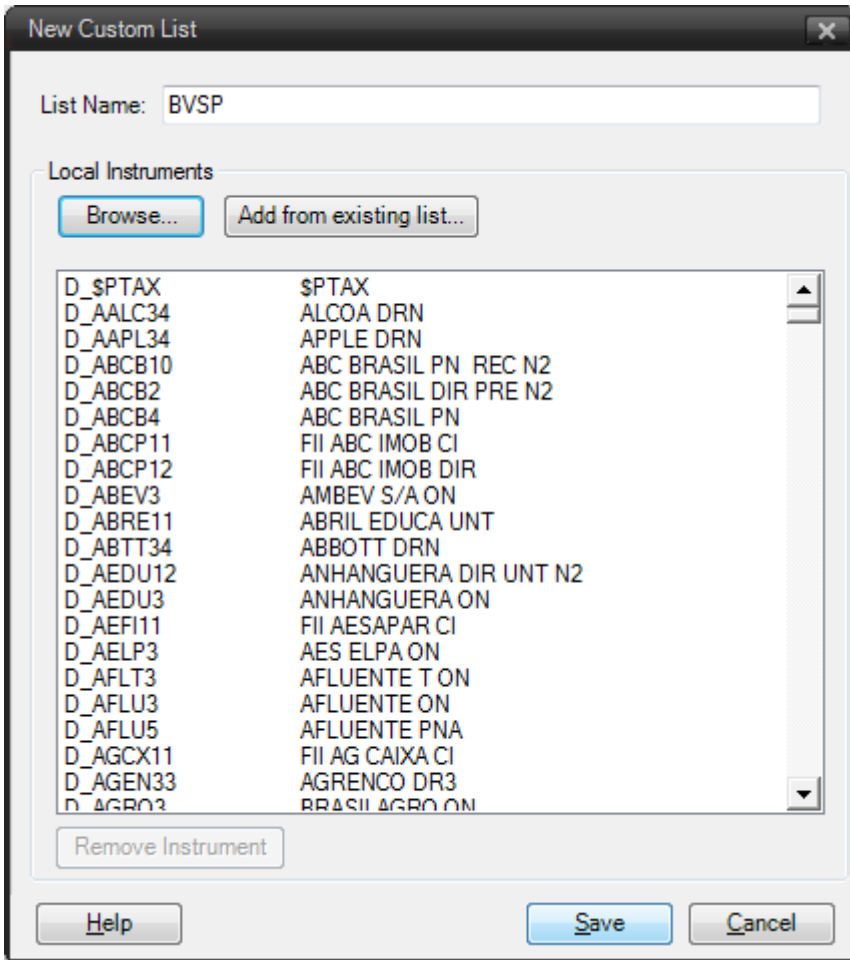 New Custom List
List Name: BVSP
Local Instruments
Browse... Add from existing list...
D_$PTAX $PTAX
D_AALC34 ALCOA DRN
D_AAPL34 APPLE DRN
D_ABCB10 ABC BRASIL PN  REC N2
D_ABCB2 ABC BRASIL DIR PRE N2
D_ABCB4 ABC BRASIL PN
D_ABCP11 FII ABC IMOB CI
D_ABCP12 FII ABC IMOB DIR
D_ABEV3 AMBEV S/A ON
D_ABRE11 ABRIL EDUCA UNT
D_ABTT34 ABBOTT DRN
D_AEDU12 ANHANGUERA DIR UNT N2
D_AEDU3 ANHANGUERA ON
D_AEFI11 FII AESAPAR CI
D_AELP3 AES ELPA ON
D_AFLT3 AFLUENTE T ON
D_AFLU3 AFLUENTE ON
D_AFLU5 AFLUENTE PNA
D_AGCX11 FII AG CAIXA CI
D_AGEN33 AGRENCO DR3
D_AGRO3 BRASILAGRO ON
Remove Instrument
Help Save Cancel